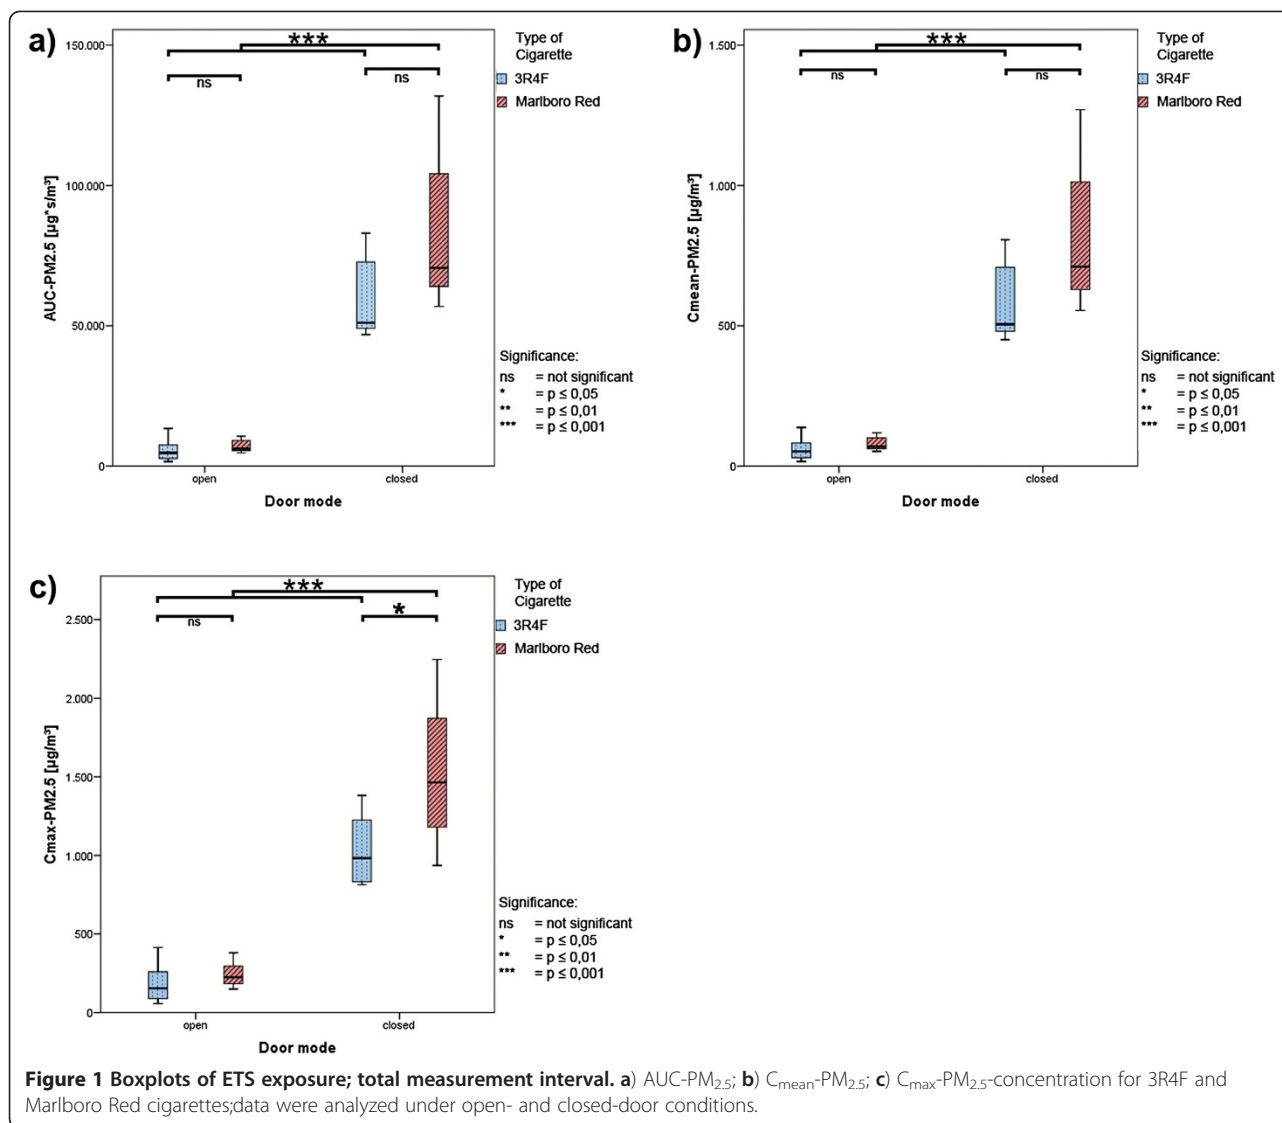 a)
***
ns
ns
Type of
Cigarette
3R4F
Marlboro Red
150.000
100.000
50.000
0
AUC-PM2.5 [µg*s/m³]
open
closed
Door mode
Significance:
ns = not significant
* = p ≤ 0,05
** = p ≤ 0,01
*** = p ≤ 0,001
b)
***
ns
ns
Type of
Cigarette
3R4F
Marlboro Red
1.500
1.000
500
0
Cmean-PM2.5 [µg/m³]
open
closed
Door mode
Significance:
ns = not significant
* = p ≤ 0,05
** = p ≤ 0,01
*** = p ≤ 0,001
c)
***
ns
*
Type of
Cigarette
3R4F
Marlboro Red
2.500
2.000
1.500
1.000
500
0
Cmax-PM2.5 [µg/m³]
open
closed
Door mode
Significance:
ns = not significant
* = p ≤ 0,05
** = p ≤ 0,01
*** = p ≤ 0,001
Figure 1 Boxplots of ETS exposure; total measurement interval. a) AUC-PM2.5; b) Cmean-PM2.5; c) Cmax-PM2.5-concentration for 3R4F and
Marlboro Red cigarettes;data were analyzed under open- and closed-door conditions.